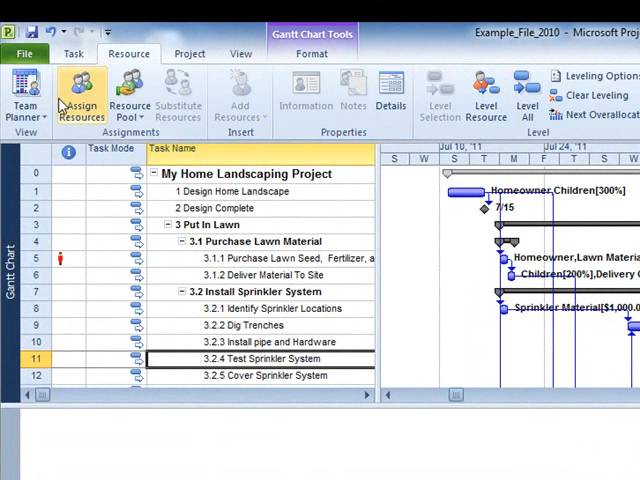 Gantt Chart Tools
Example_File_2010 – Microsoft Proj
File Task Resource Project View Format
Team Planner
Assign Resources
Resource Pool
Substitute Resources
Add Resources
Information
Notes
Details
Level Selection
Level Resource
Level All
Leveling Options
Clear Leveling
Next Overallocat
View Assignments Insert Properties Level
Task Mode Task Name Jul 10, '11 Jul 24, '11
S W S T M F T S W
0 My Home Landscaping Project
1 1 Design Home Landscape Homeowner,Children[300%]
2 2 Design Complete 7/15
3 3 Put In Lawn
4 3.1 Purchase Lawn Material
5 3.1.1 Purchase Lawn Seed, Fertilizer, a Homeowner,Lawn Materia
6 3.1.2 Deliver Material To Site Children[200%],Delivery C
7 3.2 Install Sprinkler System
8 3.2.1 Identify Sprinkler Locations Sprinkler Material[$1,000.0
9 3.2.2 Dig Trenches
10 3.2.3 Install pipe and Hardware
11 3.2.4 Test Sprinkler System
12 3.2.5 Cover Sprinkler System
Gantt Chart